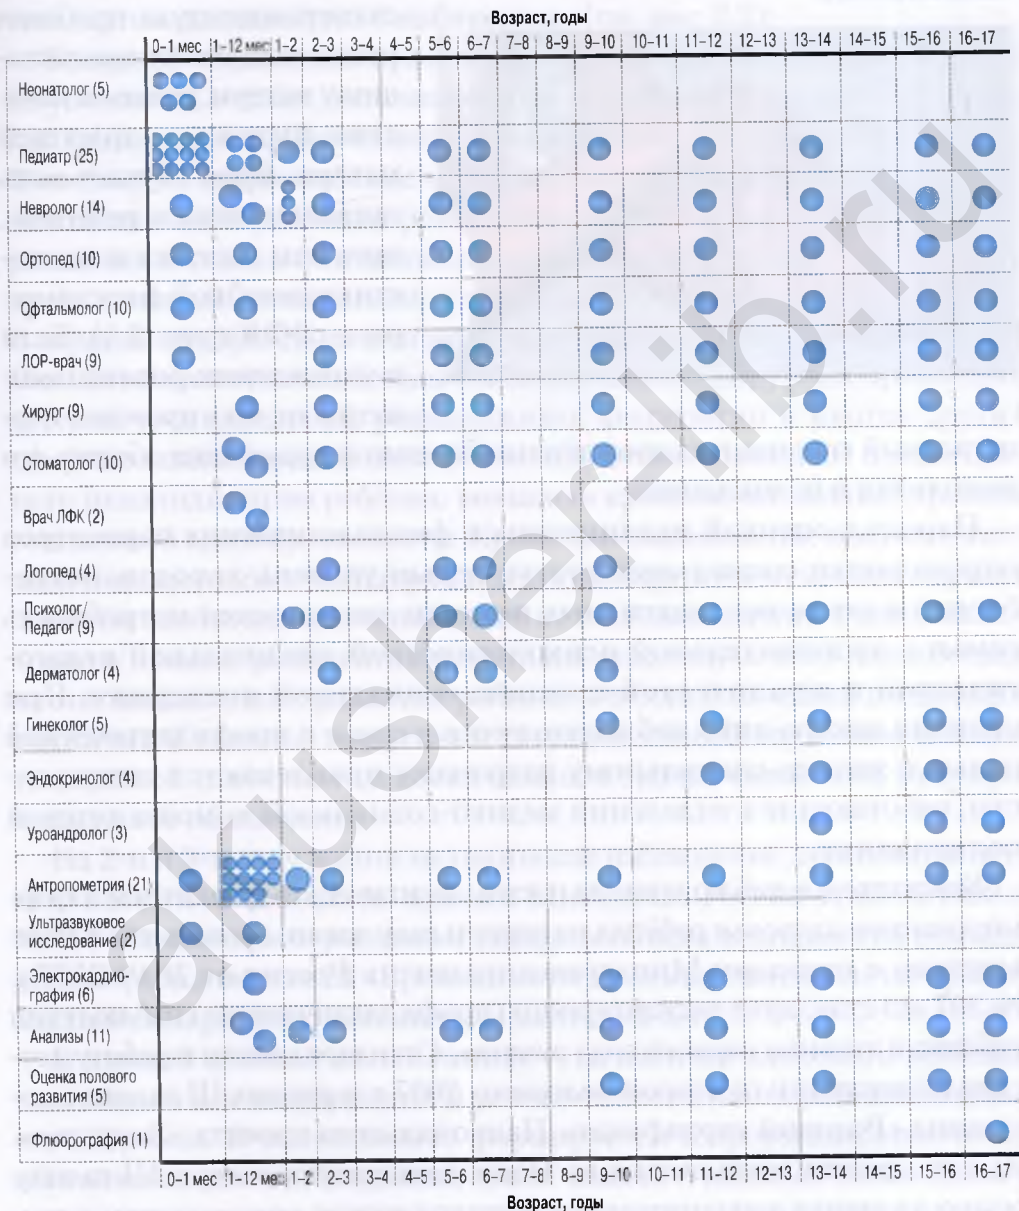 Возраст, годы
0–1 мес 1–12 мес 1–2 2–3 3–4 4–5 5–6 6–7 7–8 8–9 9–10 10–11 11–12 12–13 13–14 14–15 15–16 16–17
Неонатолог (5)
Педиатр (25)
Невролог (14)
Ортопед (10)
Офтальмолог (10)
ЛОР-врач (9)
Хирург (9)
Стоматолог (10)
Врач ЛФК (2)
Логопед (4)
Психолог/
Педагог (9)
Дерматолог (4)
Гинеколог (5)
Эндокринолог (4)
Уроандролог (3)
Антропометрия (21)
Ультразвуковое
исследование (2)
Электрокардио-
графия (6)
Анализы (11)
Оценка полового
развития (5)
Флюорография (1)
0–1 мес 1–12 мес 1–2 2–3 3–4 4–5 5–6 6–7 7–8 8–9 9–10 10–11 11–12 12–13 13–14 14–15 15–16 16–17
Возраст, годы
akusher-lib.ru